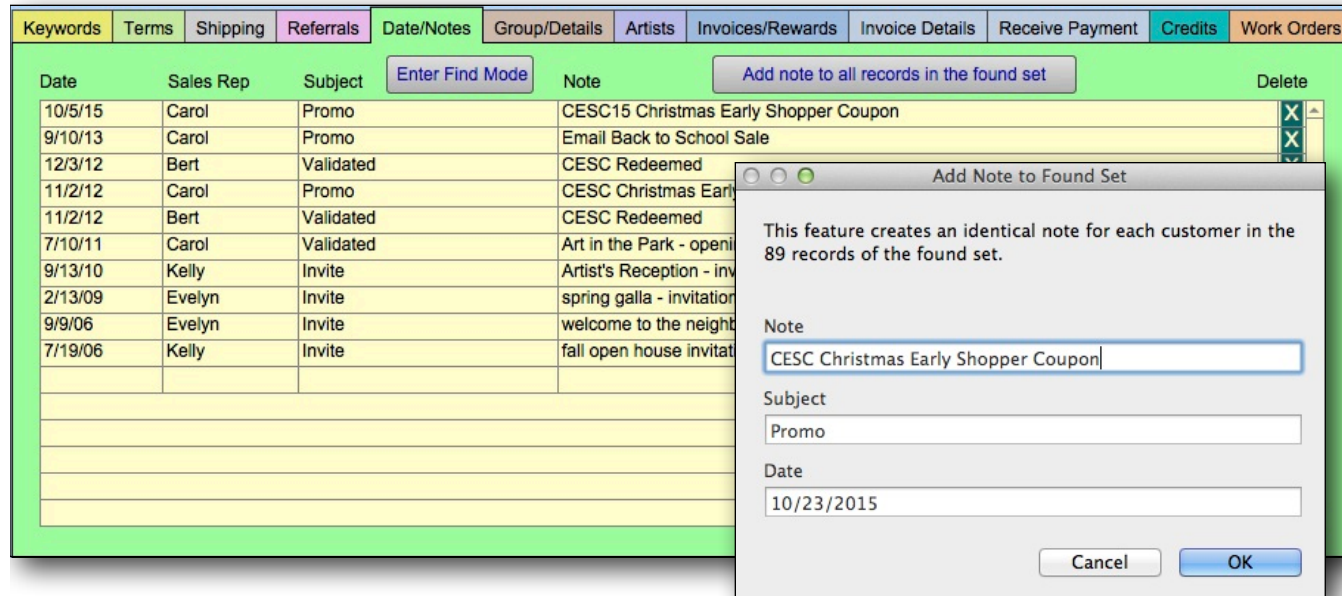 Keywords Terms Shipping Referrals Date/Notes Group/Details Artists Invoices/Rewards Invoice Details Receive Payment Credits Work Orders
Date Sales Rep Subject Enter Find Mode Note Add note to all records in the found set Delete
10/5/15 Carol Promo CESC15 Christmas Early Shopper Coupon X
9/10/13 Carol Promo Email Back to School Sale X
12/3/12 Bert Validated CESC Redeemed
11/2/12 Carol Promo CESC Christmas Early
11/2/12 Bert Validated CESC Redeemed
7/10/11 Carol Validated Art in the Park - openi
9/13/10 Kelly Invite Artist's Reception - inv
2/13/09 Evelyn Invite spring galla - invitation
9/9/06 Evelyn Invite welcome to the neighb
7/19/06 Kelly Invite fall open house invitati
Add Note to Found Set
This feature creates an identical note for each customer in the
89 records of the found set.
Note
CESC Christmas Early Shopper Coupon
Subject
Promo
Date
10/23/2015
Cancel OK